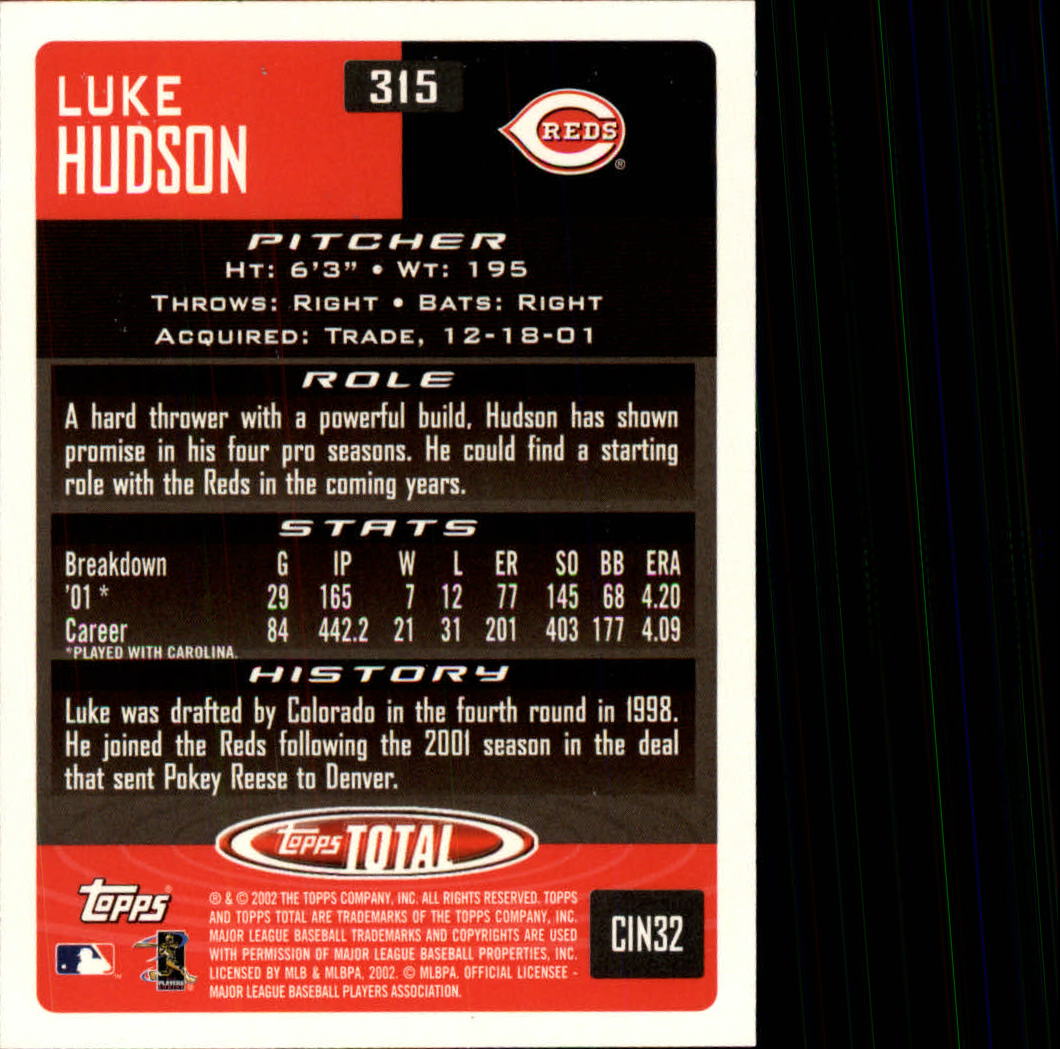 LUKE
HUDSON
315
REDS
®
PITCHER
HT: 6'3" • WT: 195
THROWS: RIGHT • BATS: RIGHT
ACQUIRED: TRADE, 12-18-01
ROLE
A hard thrower with a powerful build, Hudson has shown
promise in his four pro seasons. He could find a starting
role with the Reds in the coming years.
STATS
Breakdown G IP W L ER SO BB ERA
'01 * 29 165 7 12 77 145 68 4.20
Career 84 442.2 21 31 201 403 177 4.09
*PLAYED WITH CAROLINA.
HISTORY
Luke was drafted by Colorado in the fourth round in 1998.
He joined the Reds following the 2001 season in the deal
that sent Pokey Reese to Denver.
topps TOTAL
topps®
® & © 2002 THE TOPPS COMPANY, INC. ALL RIGHTS RESERVED. TOPPS
AND TOPPS TOTAL ARE TRADEMARKS OF THE TOPPS COMPANY, INC.
MAJOR LEAGUE BASEBALL TRADEMARKS AND COPYRIGHTS ARE USED
WITH PERMISSION OF MAJOR LEAGUE BASEBALL PROPERTIES, INC.
LICENSED BY MLB & MLBPA, 2002. © MLBPA. OFFICIAL LICENSEE -
MAJOR LEAGUE BASEBALL PLAYERS ASSOCIATION.
CIN32